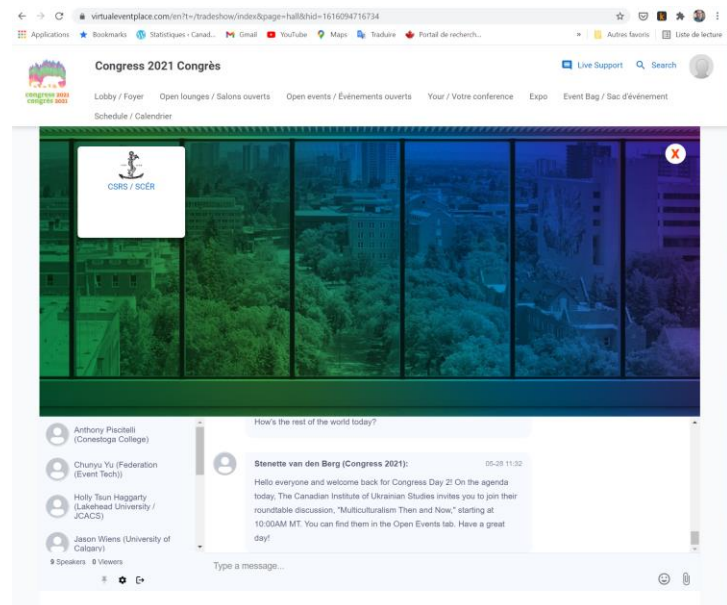 virtualeventplace.com/en?t=/tradeshow/index&page=hall&hid=1616094716734
Applications Bookmarks Statistiques - Canad... Gmail YouTube Maps Traduire Portail de recherch... » Autres favoris Liste de lecture
congress 2021
congrès 2021
Congress 2021 Congrès
Live Support Search
Lobby / Foyer Open lounges / Salons ouverts Open events / Événements ouverts Your / Votre conference Expo Event Bag / Sac d'événement
Schedule / Calendrier
CSRS / SCÉR
X
Anthony Piscitelli
(Conestoga College)
Chunyu Yu (Federation
(Event Tech))
Holly Tsun Haggarty
(Lakehead University /
JCACS)
Jason Wiens (University of
Calgary)
9 Speakers 0 Viewers
How's the rest of the world today?
Stenette van den Berg (Congress 2021): 05-28 11:32
Hello everyone and welcome back for Congress Day 2! On the agenda
today, The Canadian Institute of Ukrainian Studies invites you to join their
roundtable discussion, "Multiculturalism Then and Now," starting at
10:00AM MT. You can find them in the Open Events tab. Have a great
day!
Type a message...